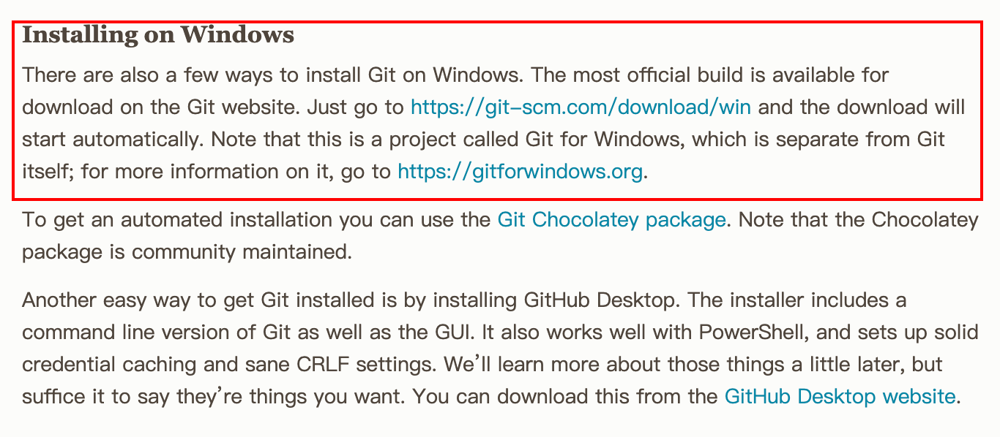 Installing on Windows
There are also a few ways to install Git on Windows. The most official build is available for
download on the Git website. Just go to https://git-scm.com/download/win and the download will
start automatically. Note that this is a project called Git for Windows, which is separate from Git
itself; for more information on it, go to https://gitforwindows.org.
To get an automated installation you can use the Git Chocolatey package. Note that the Chocolatey
package is community maintained.
Another easy way to get Git installed is by installing GitHub Desktop. The installer includes a
command line version of Git as well as the GUI. It also works well with PowerShell, and sets up solid
credential caching and sane CRLF settings. We’ll learn more about those things a little later, but
suffice it to say they’re things you want. You can download this from the GitHub Desktop website.